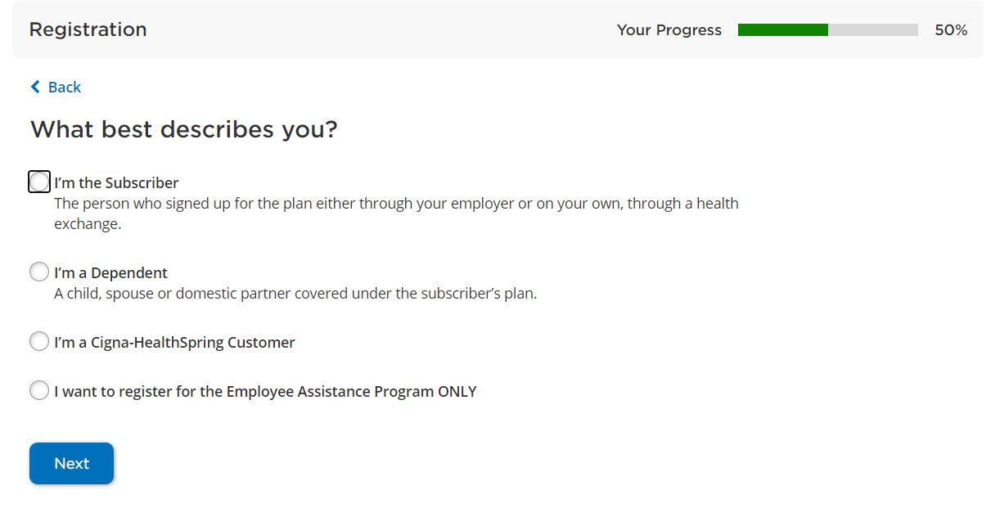 Registration
Your Progress 50%
Back
What best describes you?
I’m the Subscriber
The person who signed up for the plan either through your employer or on your own, through a health
exchange.
I’m a Dependent
A child, spouse or domestic partner covered under the subscriber’s plan.
I’m a Cigna-HealthSpring Customer
I want to register for the Employee Assistance Program ONLY
Next